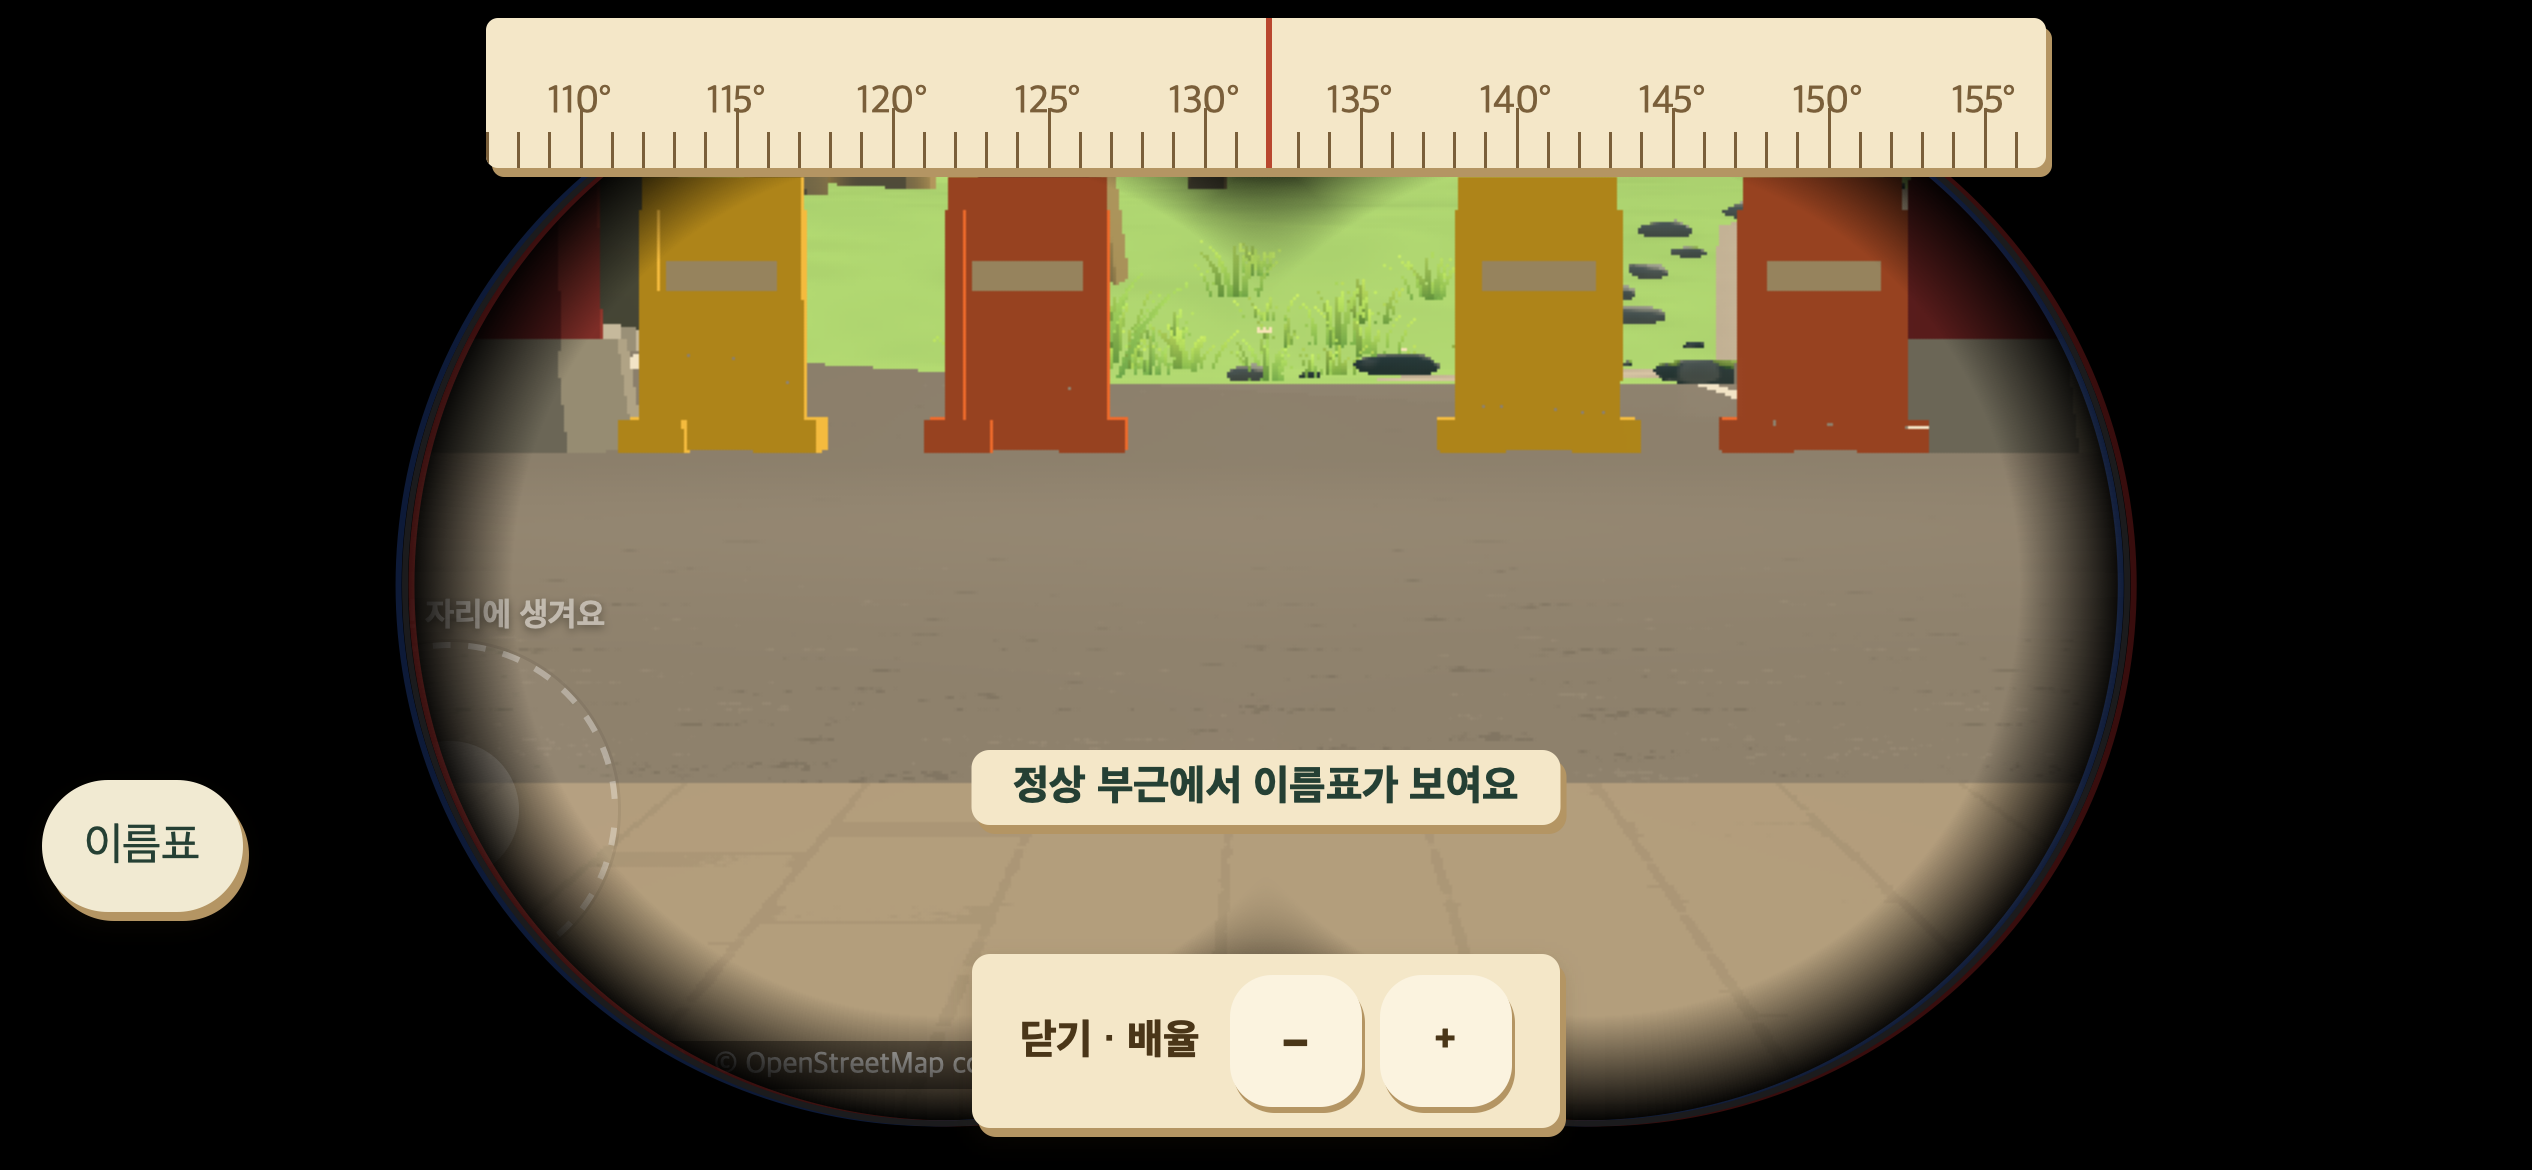 110° 115° 120° 125° 130° 135° 140° 145° 150° 155°
자리에 생겨요
정상 부근에서 이름표가 보여요
이름표
닫기 · 배율 – +
© OpenStreetMap